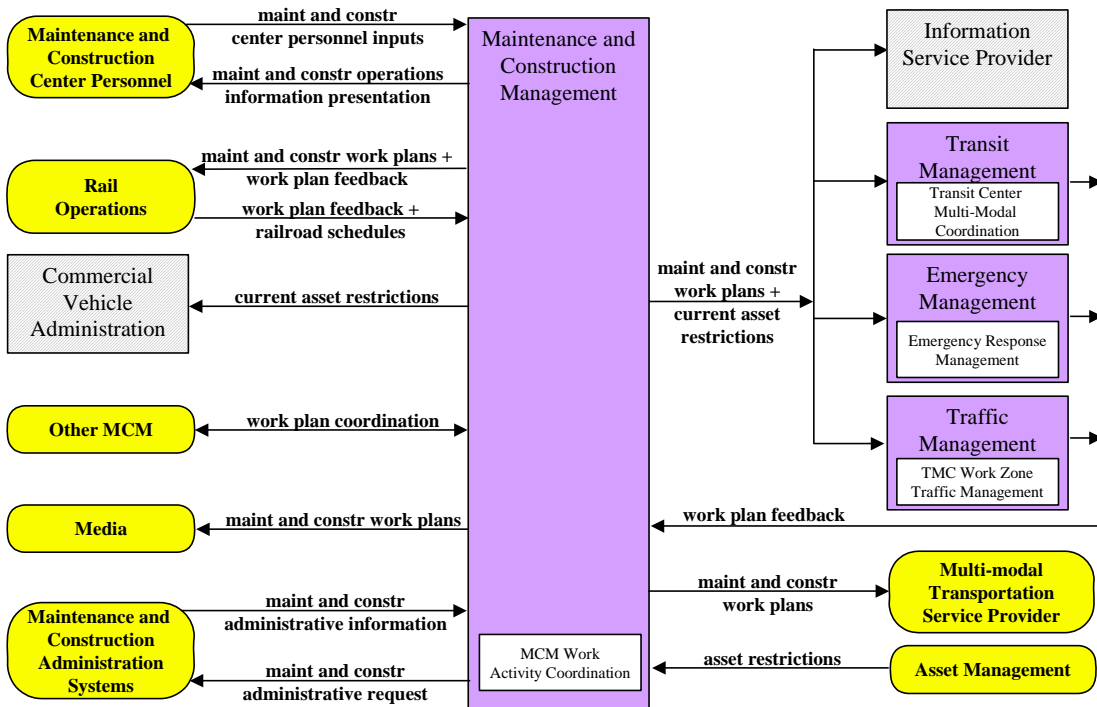 maint and constr
center personnel inputs
Maintenance and
Construction
Center Personnel
maint and constr operations
information presentation
maint and constr work plans +
work plan feedback
Rail
Operations
work plan feedback +
railroad schedules
Commercial
Vehicle
Administration
current asset restrictions
Other MCM
work plan coordination
Media
maint and constr work plans
Maintenance and
Construction
Administration
Systems
maint and constr
administrative information
maint and constr
administrative request
Maintenance and
Construction
Management
MCM Work
Activity Coordination
maint and constr
work plans +
current asset
restrictions
Information
Service Provider
Transit
Management
Transit Center
Multi-Modal
Coordination
Emergency
Management
Emergency Response
Management
Traffic
Management
TMC Work Zone
Traffic Management
work plan feedback
maint and constr
work plans
Multi-modal
Transportation
Service Provider
asset restrictions
Asset Management